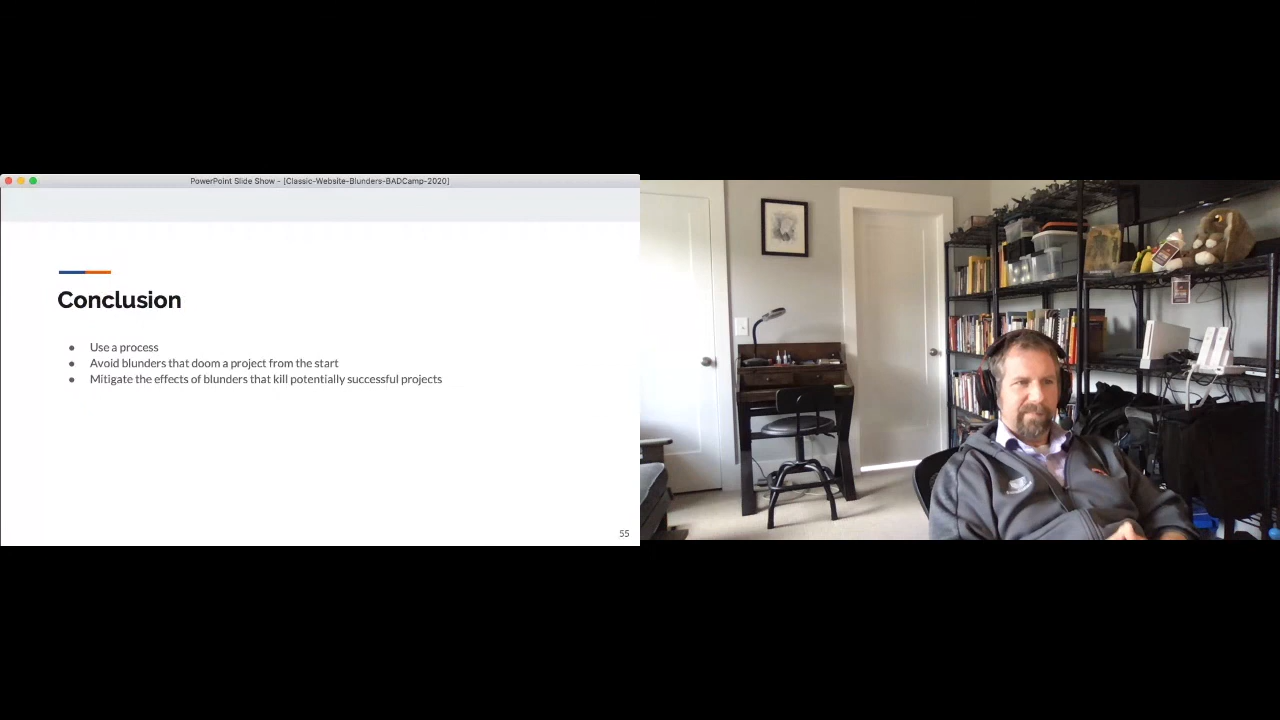 PowerPoint Slide Show - [Classic-Website-Blunders-BADCamp-2020]
Conclusion
● Use a process
● Avoid blunders that doom a project from the start
● Mitigate the effects of blunders that kill potentially successful projects
55